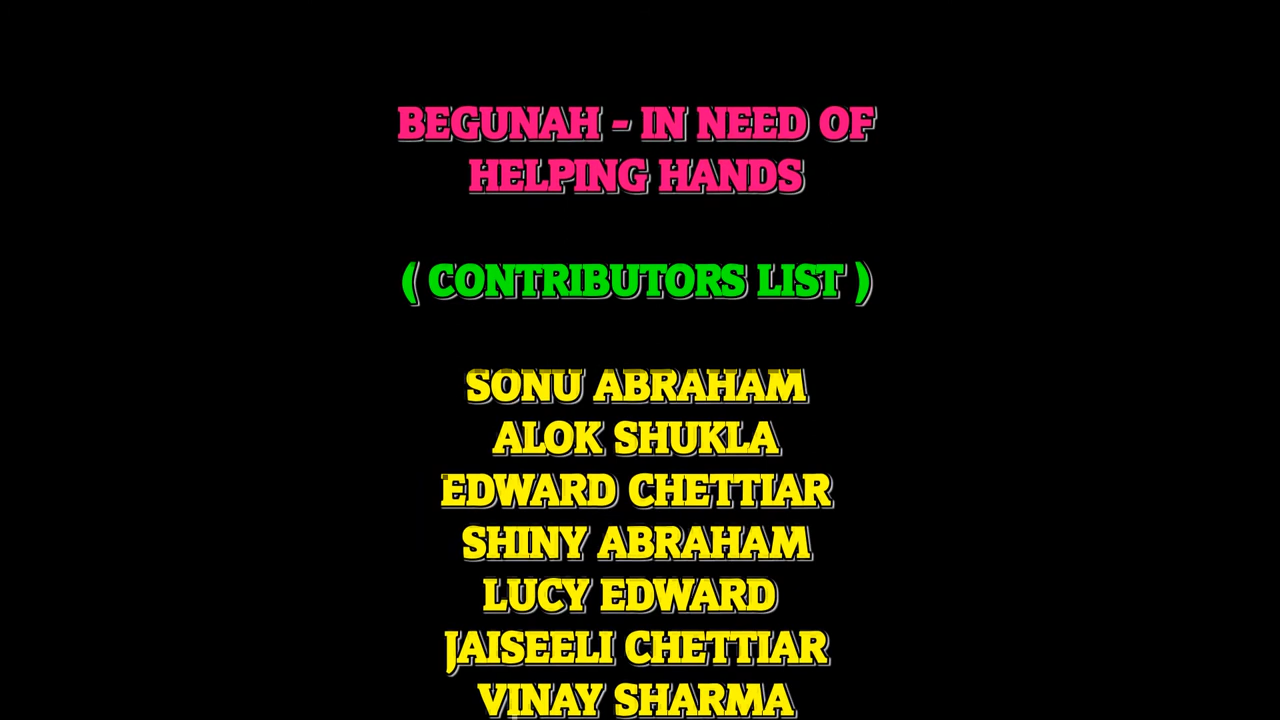 BEGUNAH - IN NEED OF
HELPING HANDS
( CONTRIBUTORS LIST )
SONU ABRAHAM
ALOK SHUKLA
EDWARD CHETTIAR
SHINY ABRAHAM
LUCY EDWARD
JAISEELI CHETTIAR
VINAY SHARMA